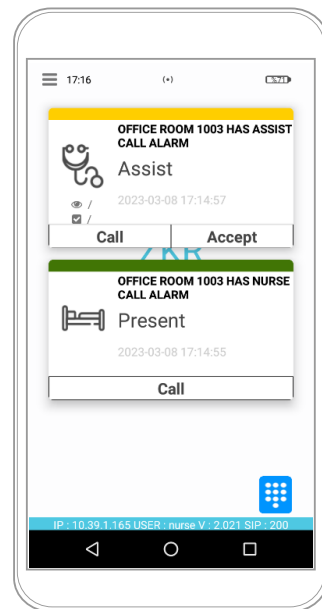 17:16
%71
OFFICE ROOM 1003 HAS ASSIST
CALL ALARM
Assist
2023-03-08 17:14:57
/
/
Call Accept
OFFICE ROOM 1003 HAS NURSE
CALL ALARM
Present
2023-03-08 17:14:55
Call
IP : 10.39.1.165 USER : nurse V : 2.021 SIP : 200